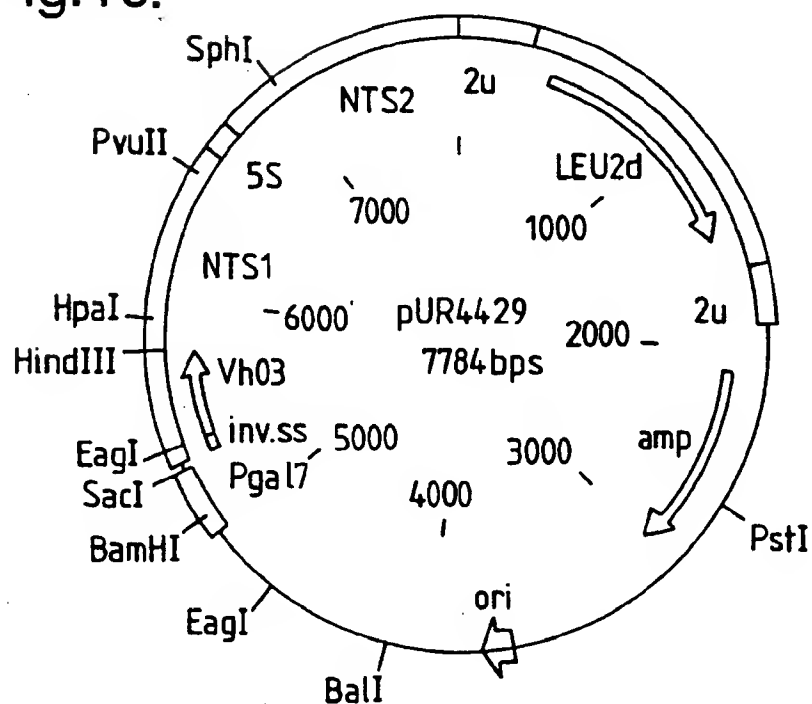 SphI
2u
NTS2
PvuII
LEU2d
5S
7000
1000
NTS1
HpaI
6000
pUR4429
2u
2000
7784bps
HindIII
Vh03
inv.ss
5000
amp
EagI
3000
Pgal7
SacI
4000
BamHI
PstI
ori
EagI
BalI